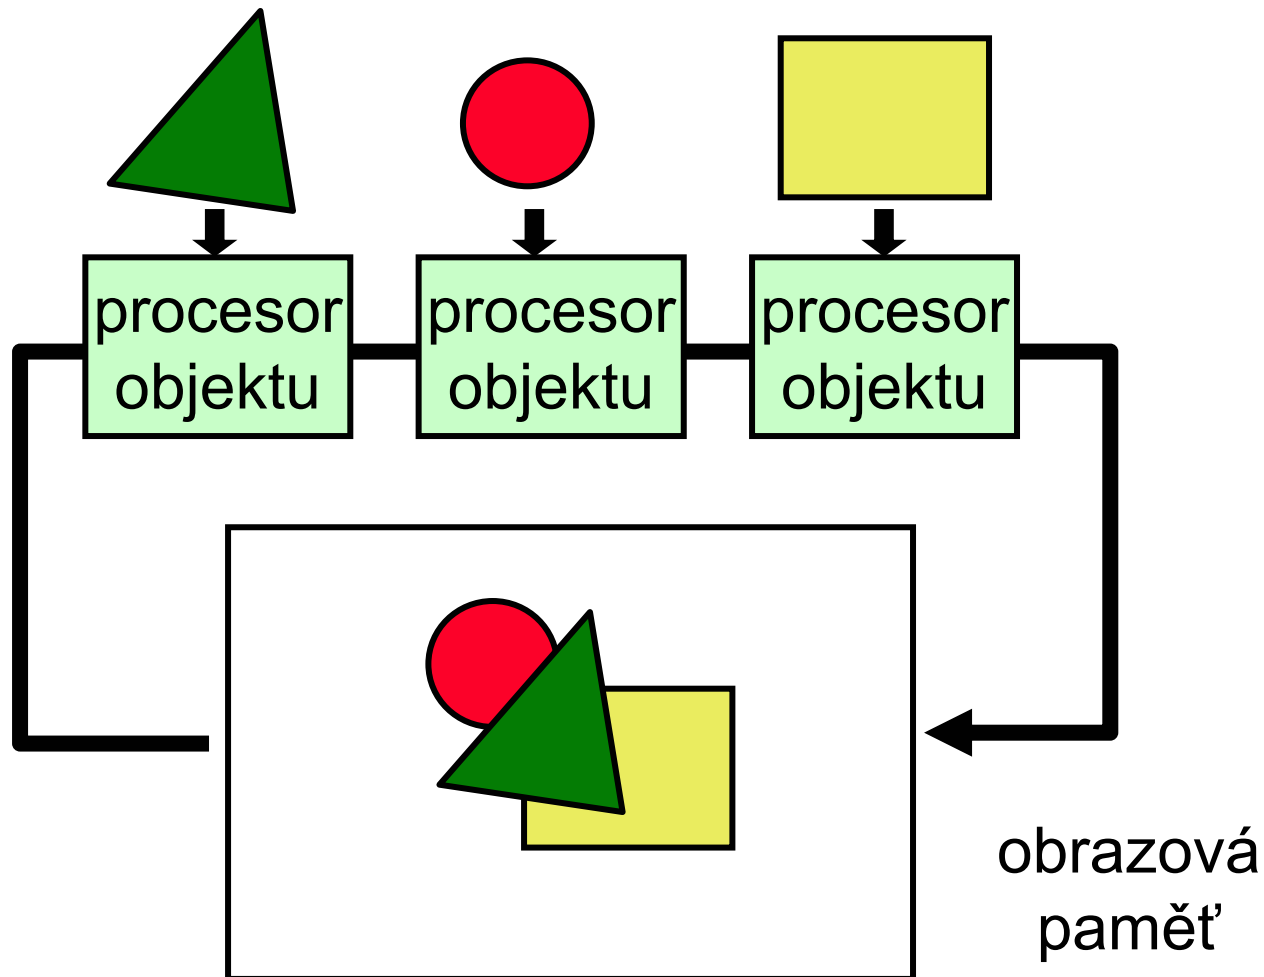 procesor
objektu
procesor
objektu
procesor
objektu
obrazová
paměť